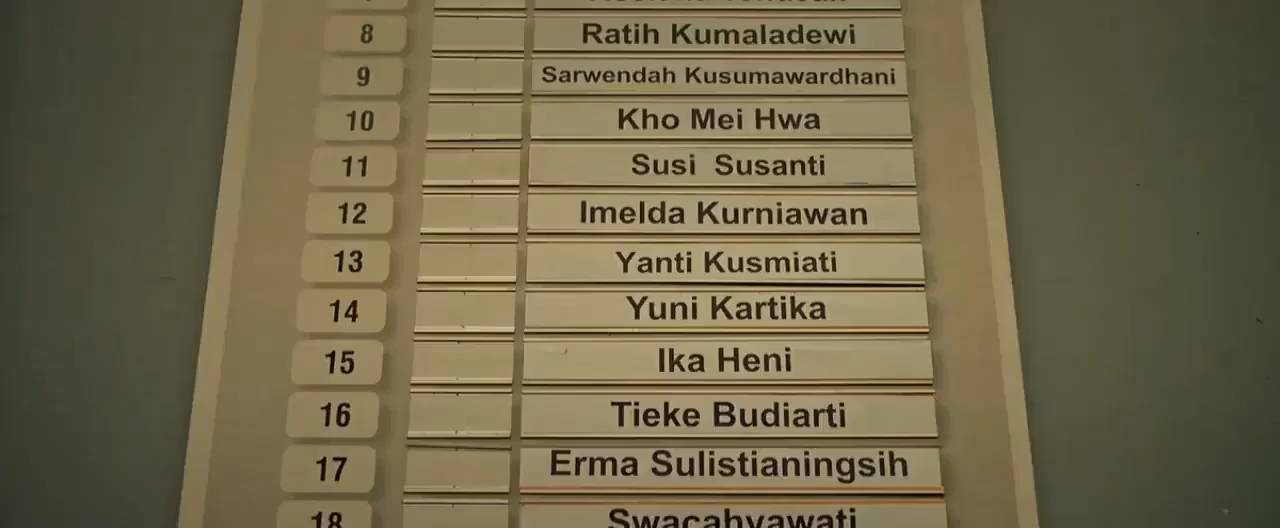 8 Ratih Kumaladewi
9 Sarwendah Kusumawardhani
10 Kho Mei Hwa
11 Susi Susanti
12 Imelda Kurniawan
13 Yanti Kusmiati
14 Yuni Kartika
15 Ika Heni
16 Tieke Budiarti
17 Erma Sulistianingsih
18 Swacahyawati